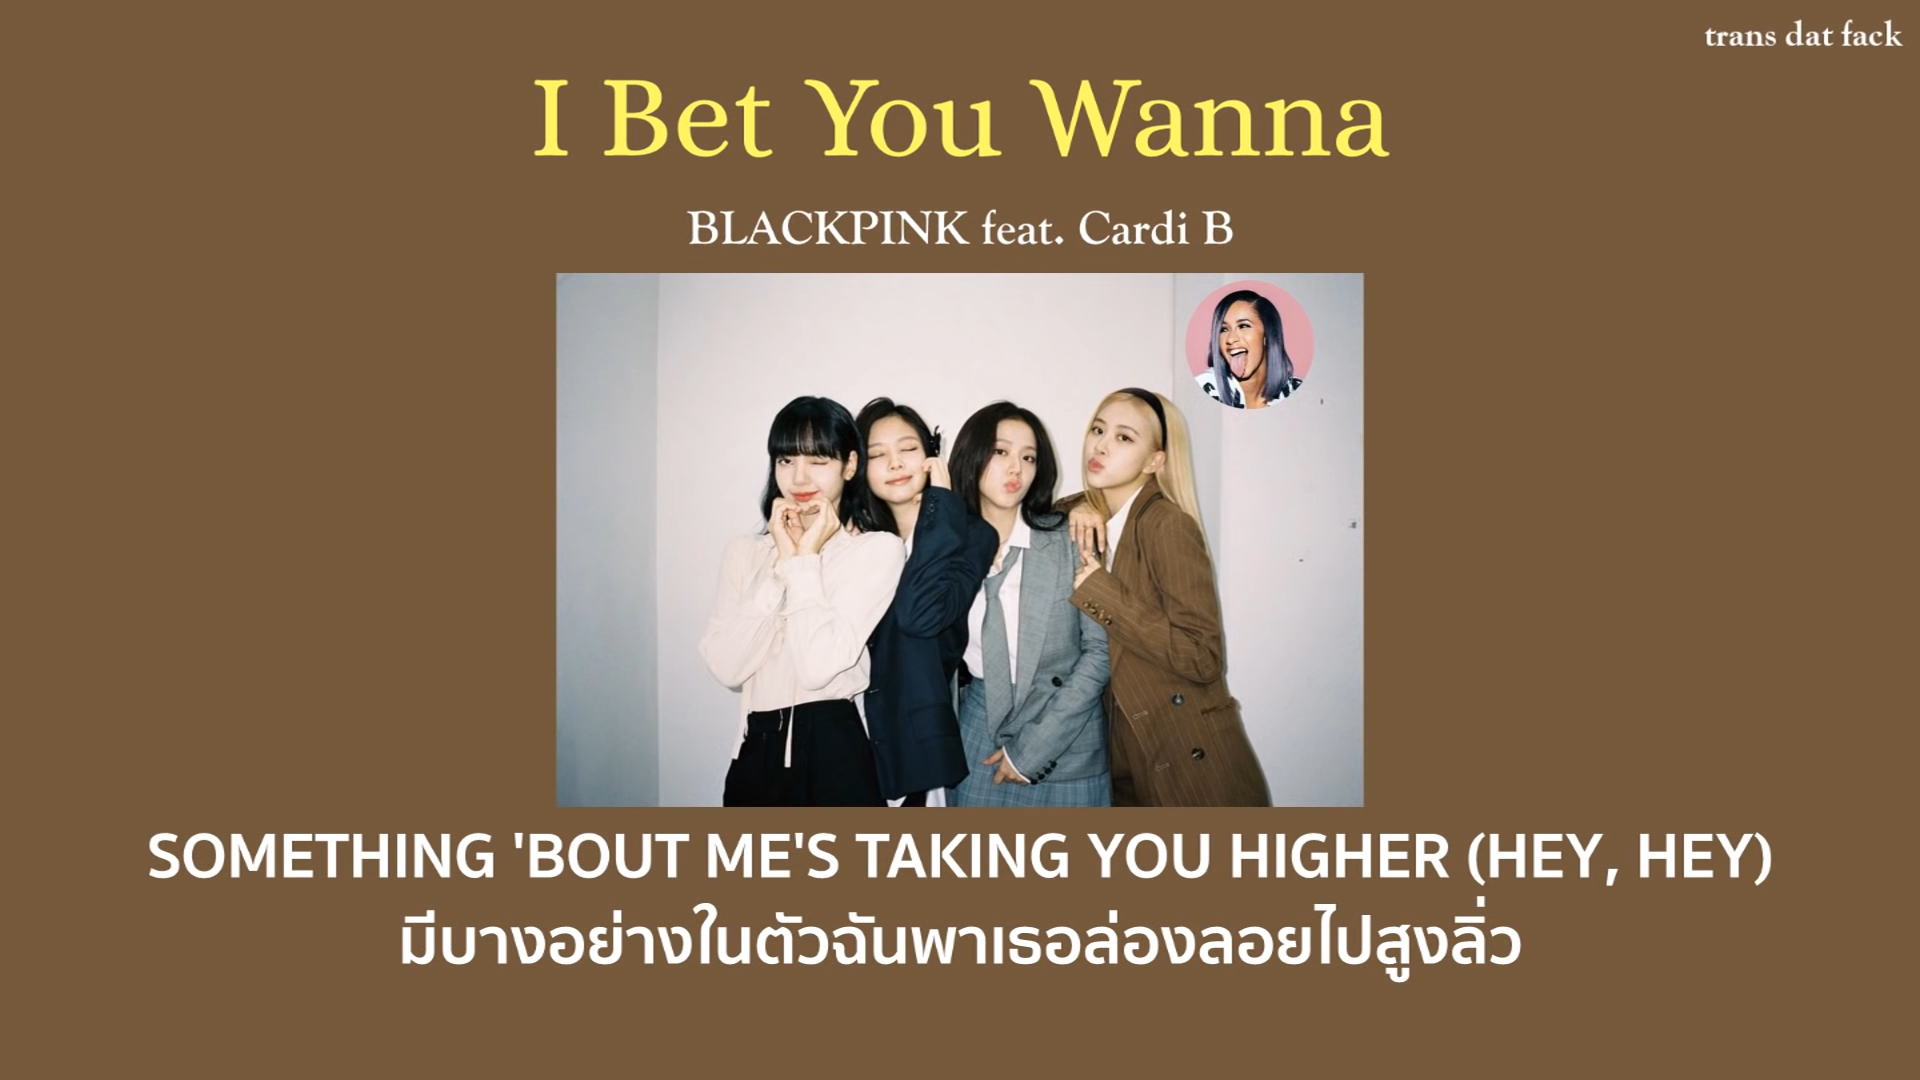 trans dat fack
I Bet You Wanna
BLACKPINK feat. Cardi B
SOMETHING 'BOUT ME'S TAKING YOU HIGHER (HEY, HEY)
มีบางอย่างในตัวฉันพาเธอล่องลอยไปสูงลิ่ว